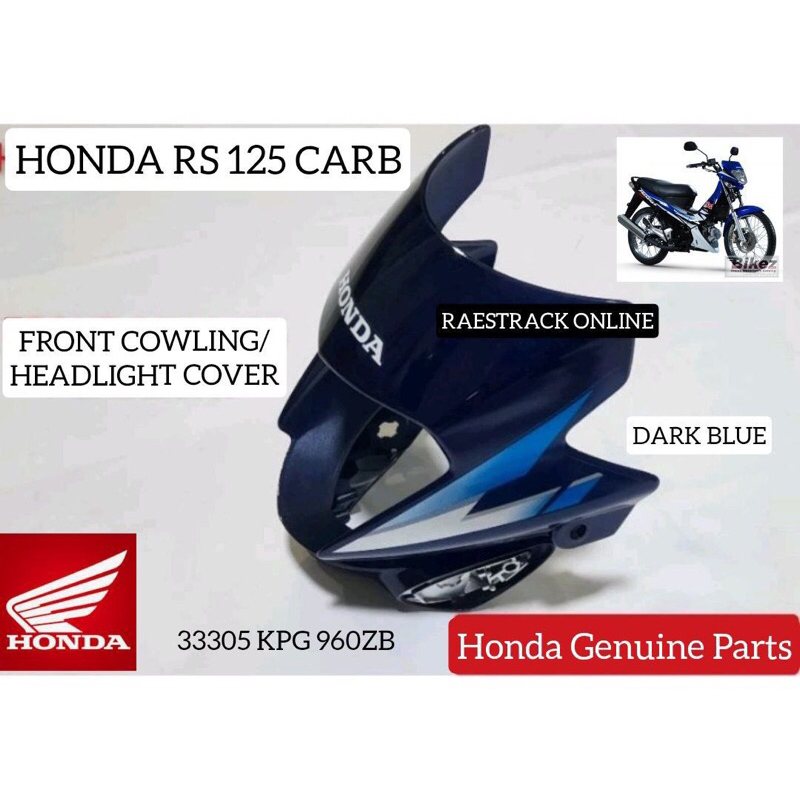 HONDA RS 125 CARB
Bikez
HONDA
RAESTRACK ONLINE
FRONT COWLING/
HEADLIGHT COVER
DARK BLUE
HONDA
33305 KPG 960ZB
Honda Genuine Parts